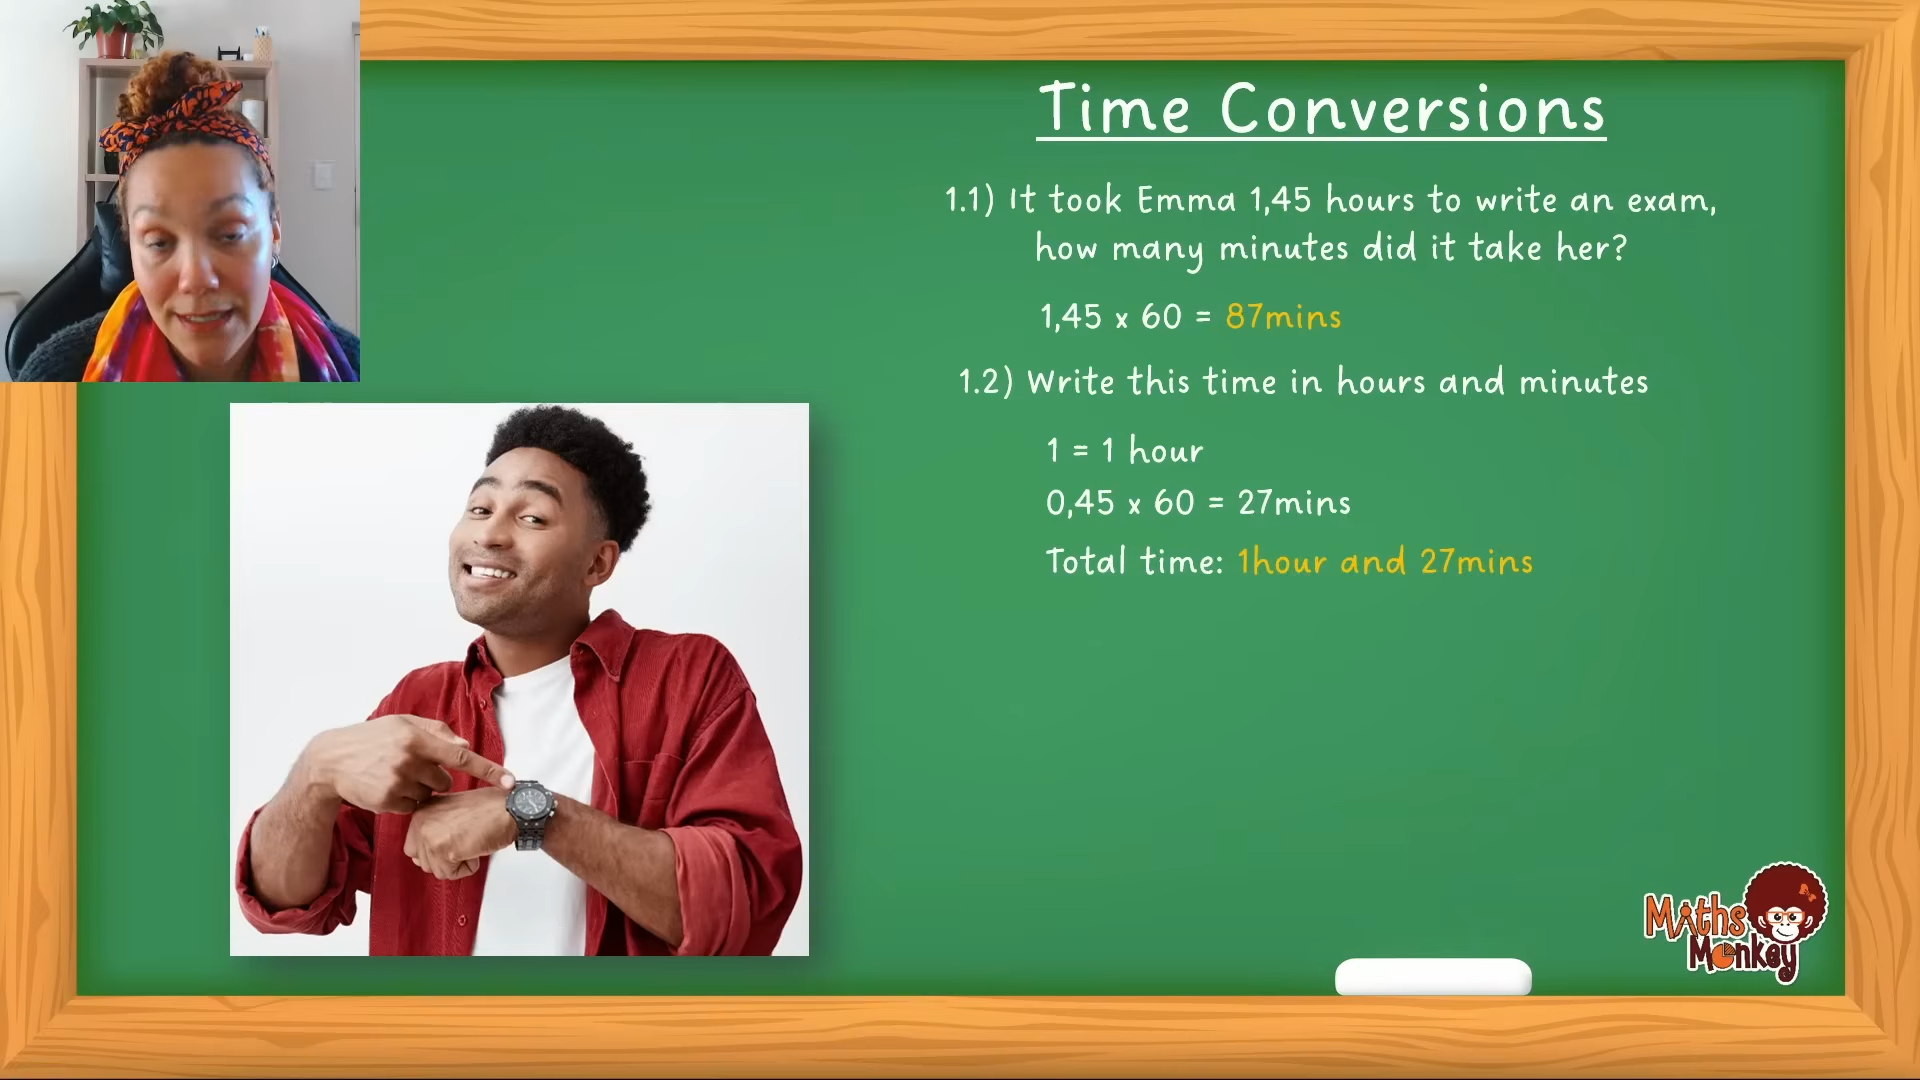 Time Conversions
1.1) It took Emma 1,45 hours to write an exam,
how many minutes did it take her?
1,45 x 60 = 87mins
1.2) Write this time in hours and minutes
1 = 1 hour
0,45 x 60 = 27mins
Total time: 1hour and 27mins
Maths
Monkey